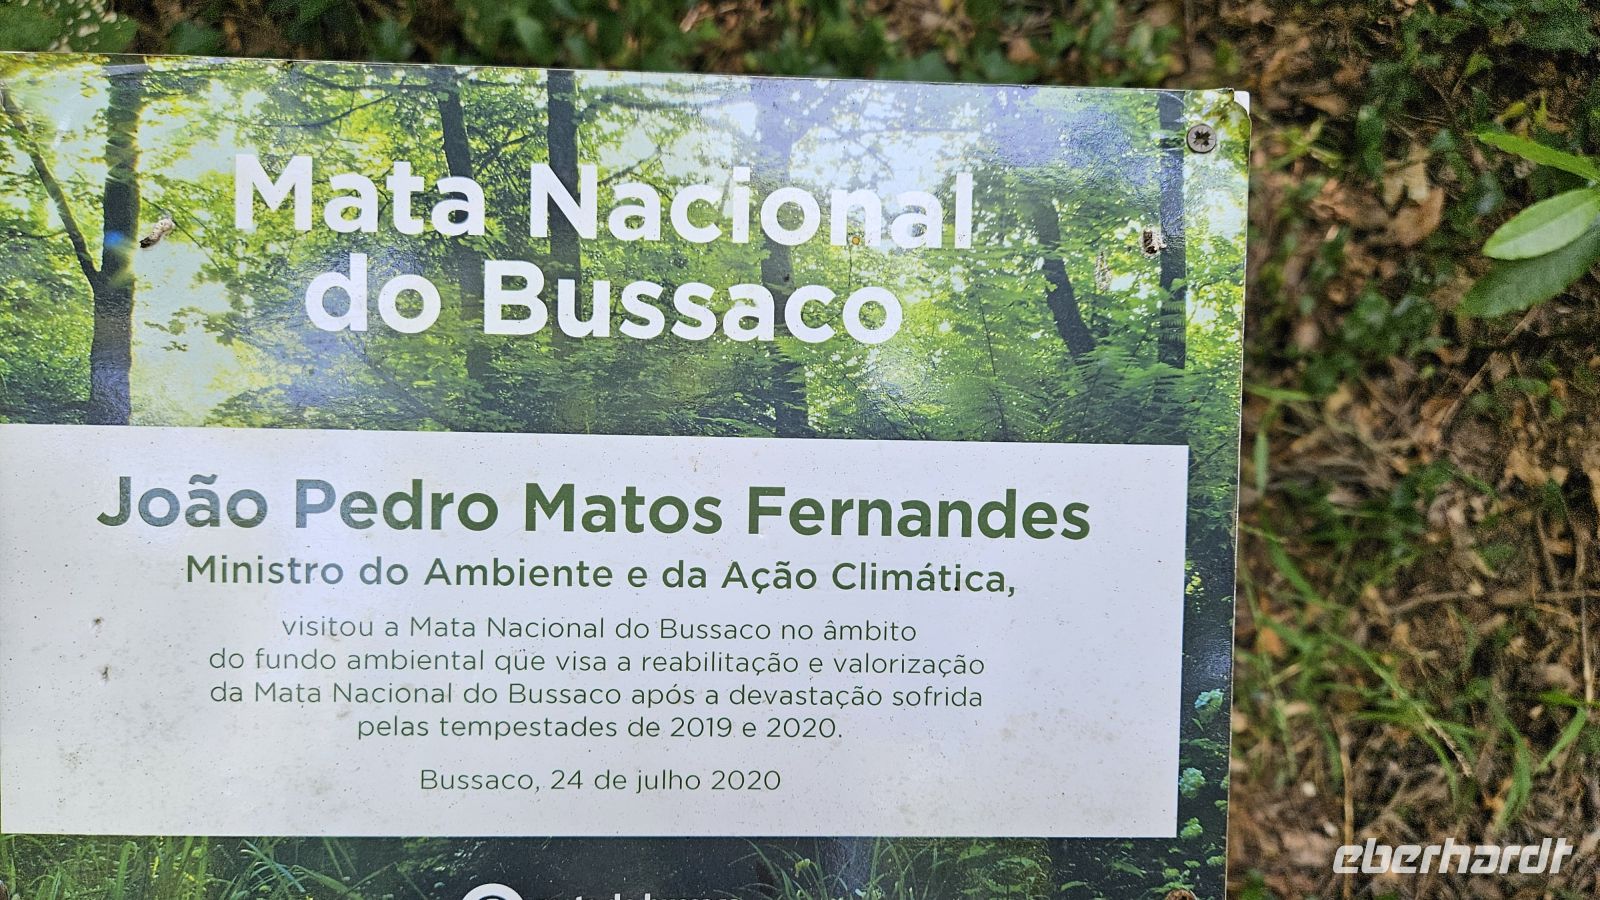 Mata Nacional
do Bussaco
João Pedro Matos Fernandes
Ministro do Ambiente e da Ação Climática,
visitou a Mata Nacional do Bussaco no âmbito
do fundo ambiental que visa a reabilitação e valorização
da Mata Nacional do Bussaco após a devastação sofrida
pelas tempestades de 2019 e 2020.
Bussaco, 24 de julho 2020
eberhardt